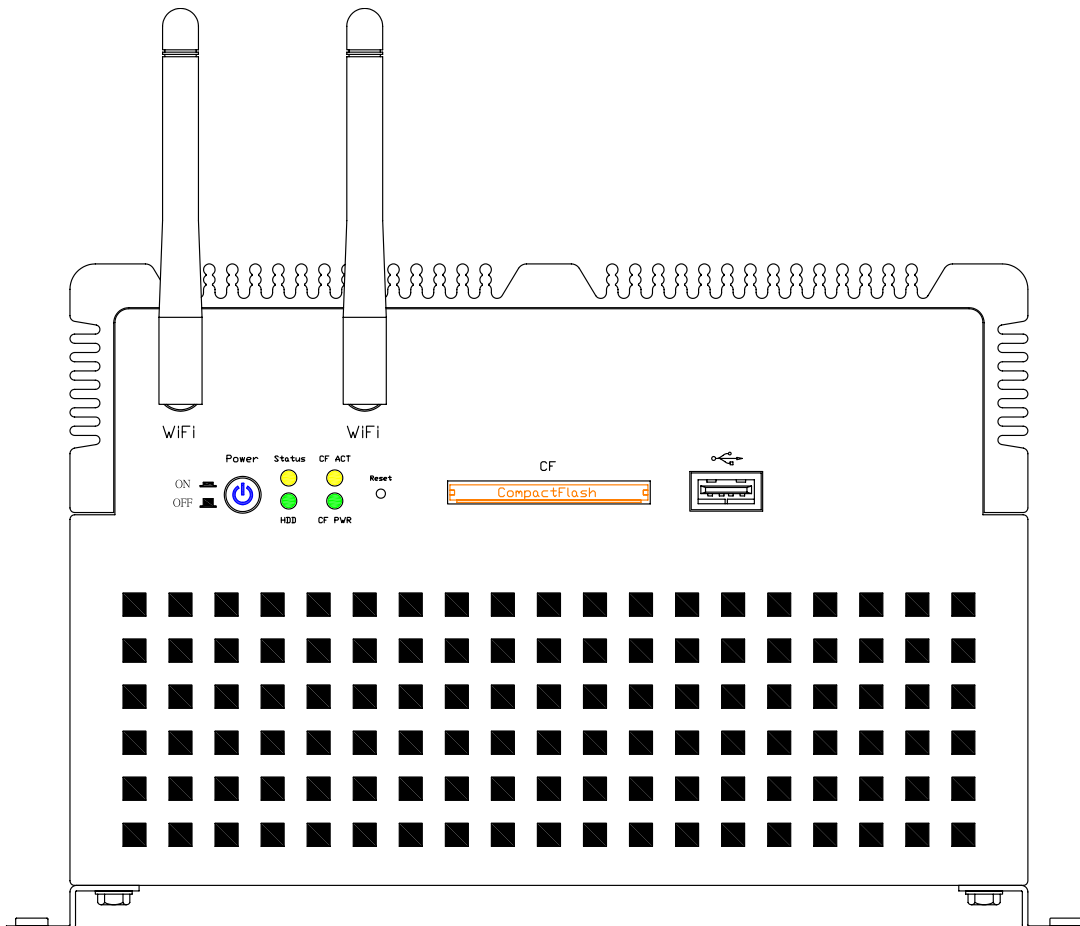 WiFi WiFi
Power Status CF ACT Reset CF
ON
OFF
CompactFlash
HDD CF PWR